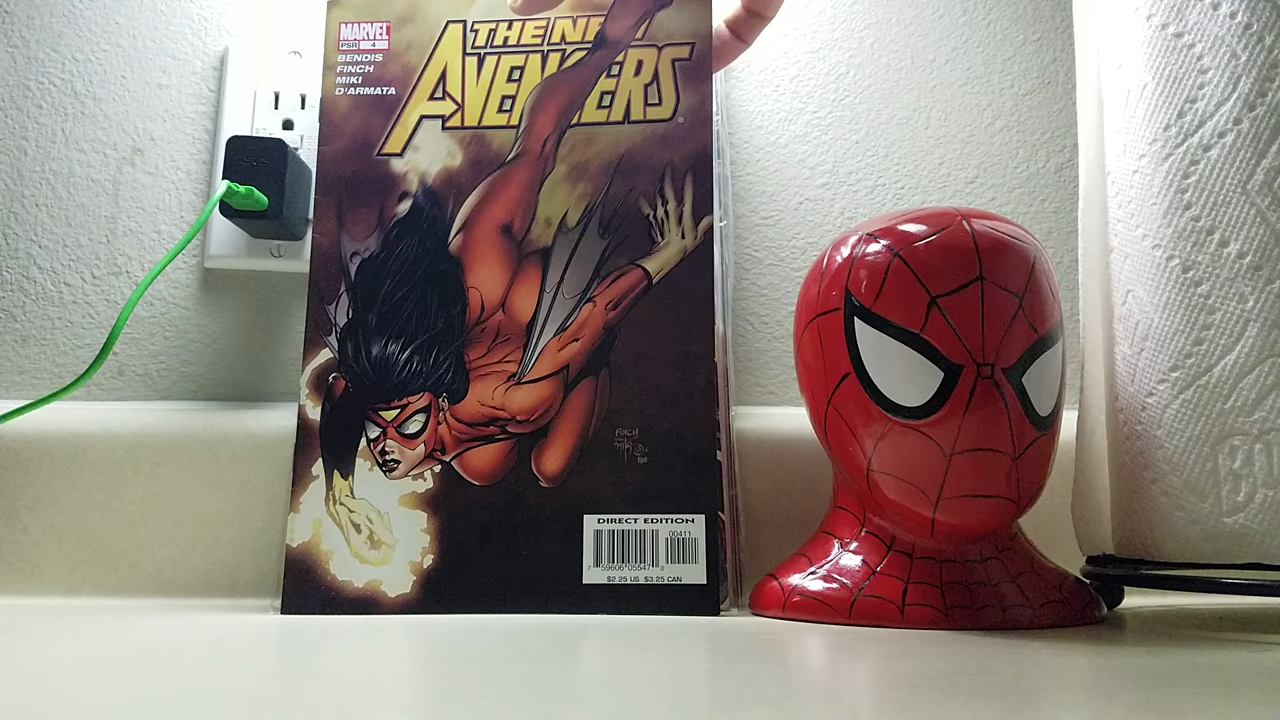 MARVEL
PSR 4
BENDIS
FINCH
MIKI
D'ARMATA
THE NEW
AVENGERS
FINCH
DIRECT EDITION
00411
7 59606 05547 0
$2.25 US $3.25 CAN